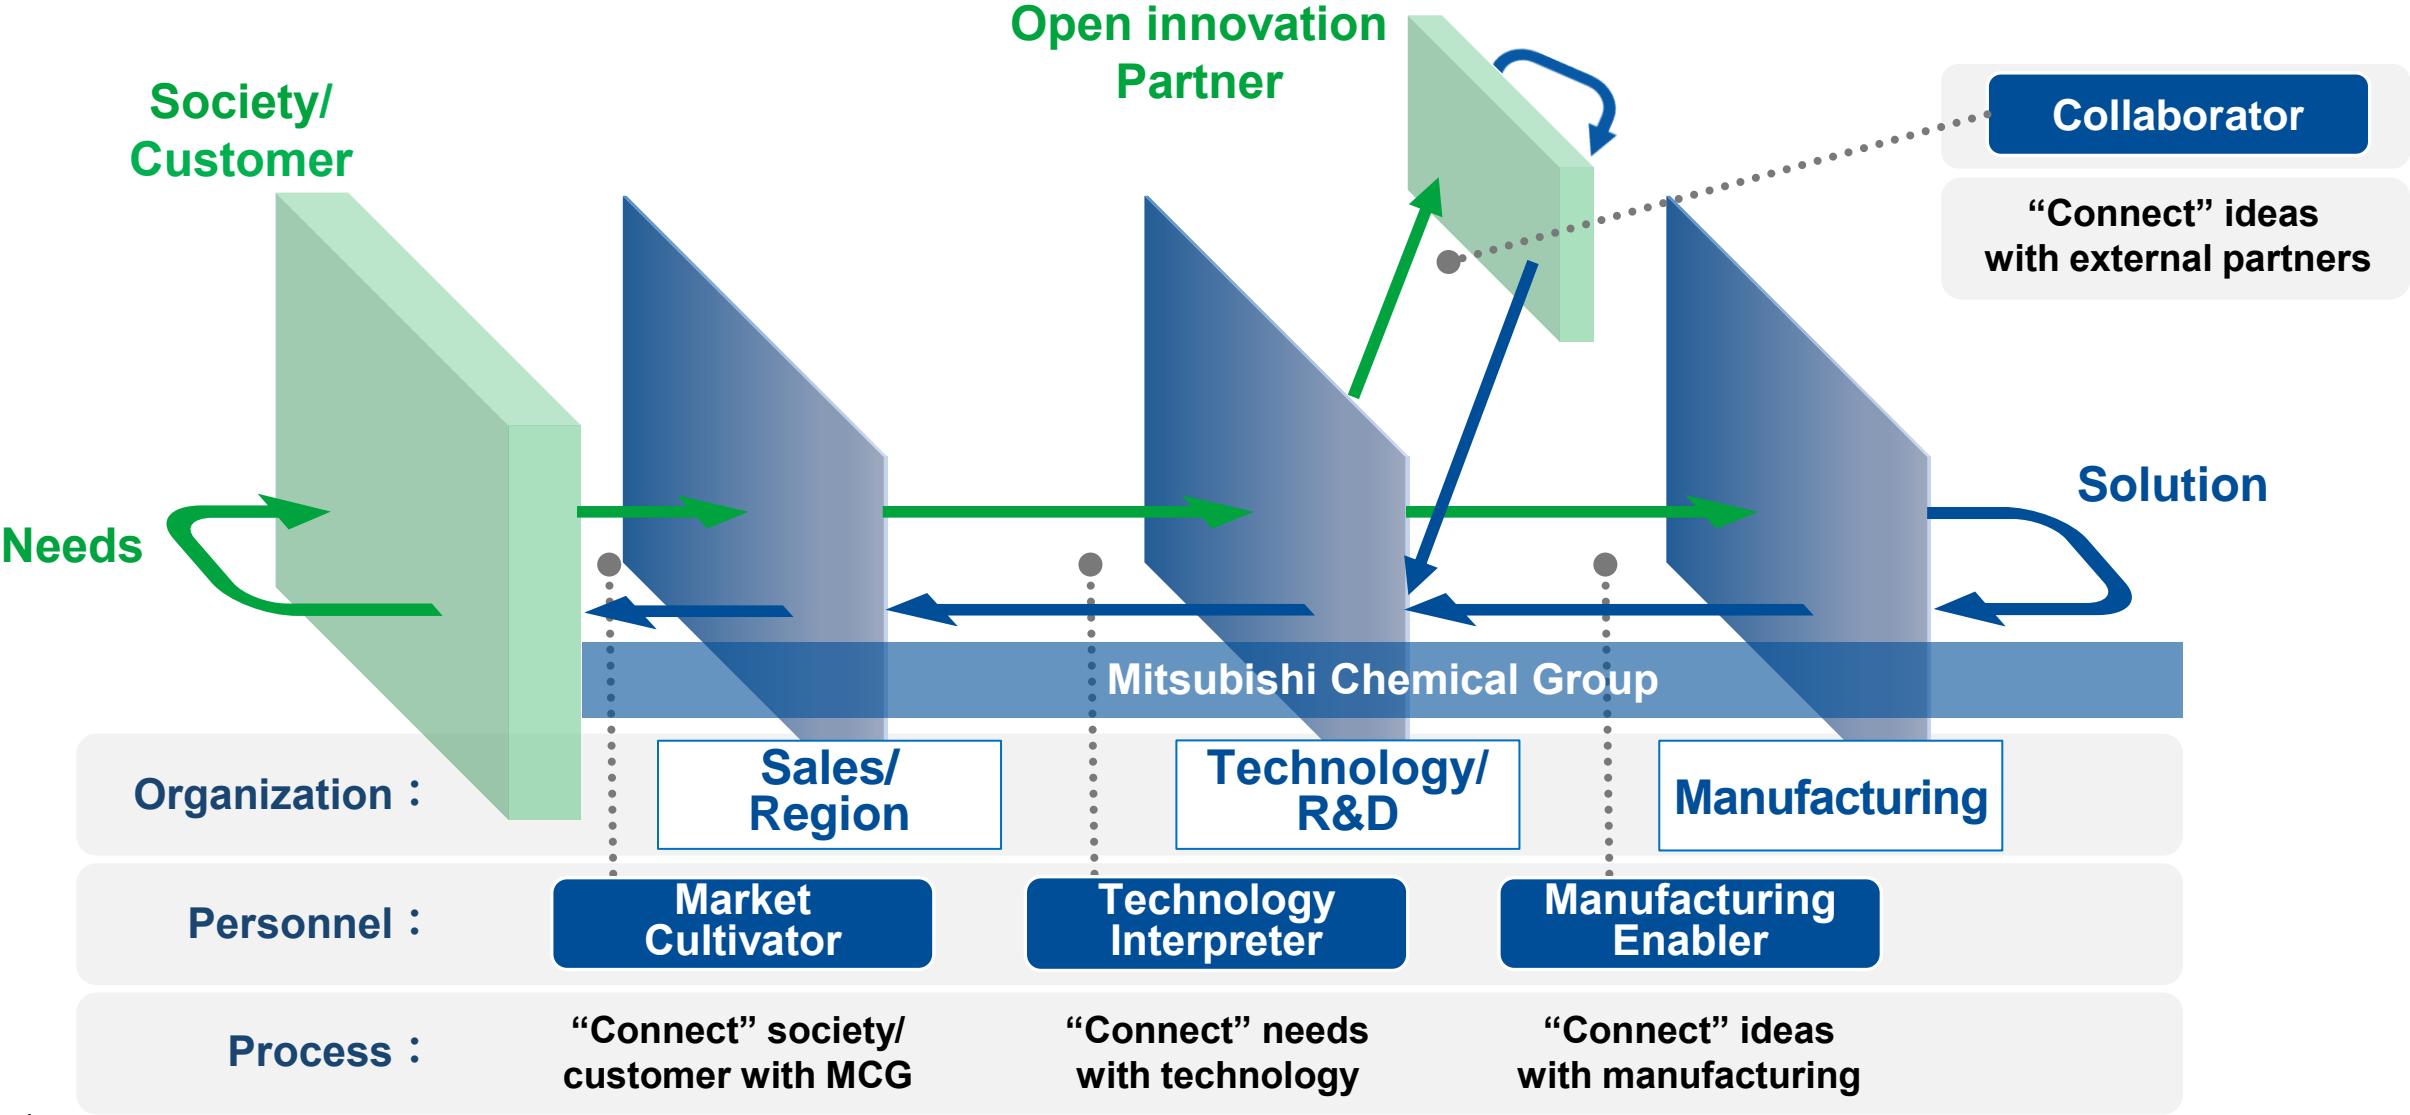 Open innovation
Partner
Society/
Customer
Collaborator
“Connect” ideas
with external partners
Needs
Solution
Mitsubishi Chemical Group
Organization：
Sales/
Region
Technology/
R&D
Manufacturing
Personnel：
Market
Cultivator
Technology
Interpreter
Manufacturing
Enabler
Process：
“Connect” society/
customer with MCG
“Connect” needs
with technology
“Connect” ideas
with manufacturing